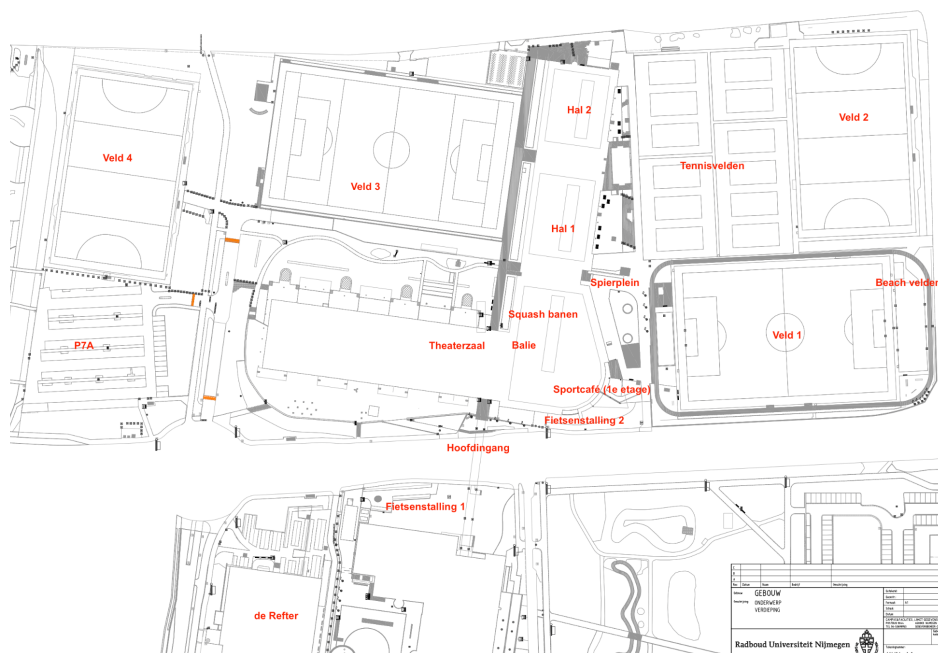 Hal 2
Veld 2
Veld 4
Tennisvelden
Veld 3
Hal 1
Spierplein
Beach velden
Squash banen
Veld 1
P7A
Theaterzaal
Balie
Sportcafé (1e etage)
Fietsenstalling 2
Hoofdingang
Fietsenstalling 1
de Refter
GEBOUW
ONDERWERP
VERDIEPING
Radboud Universiteit Nijmegen